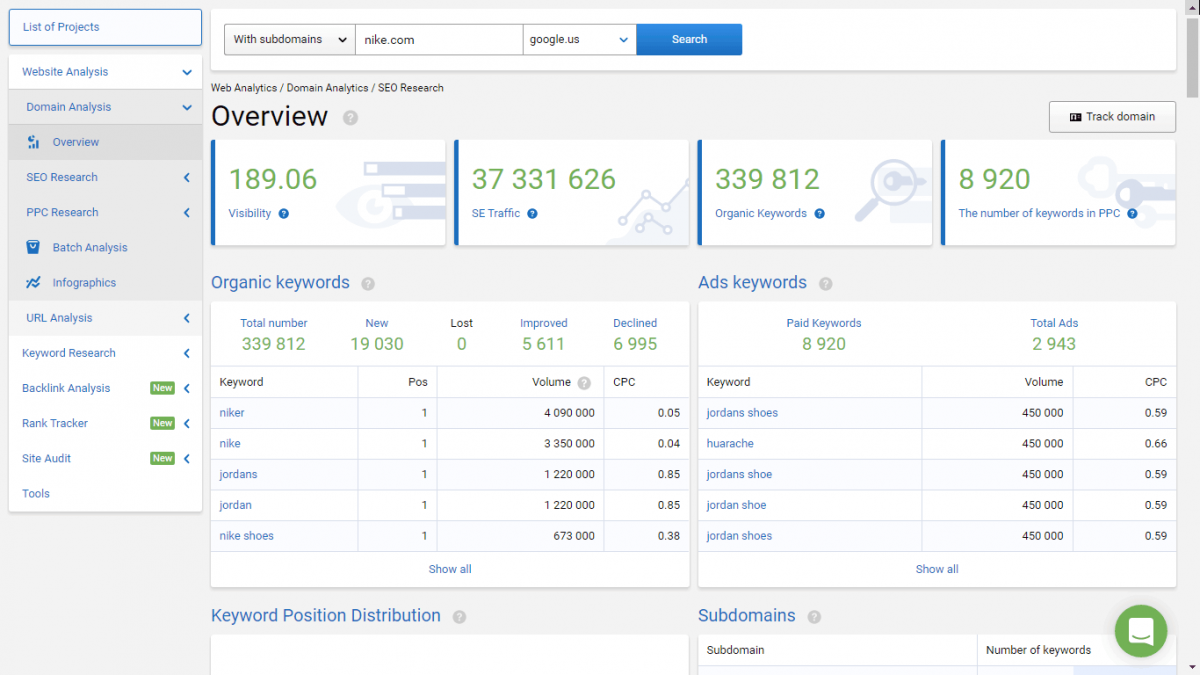 List of Projects
Website Analysis
Domain Analysis
Overview
SEO Research
PPC Research
Batch Analysis
Infographics
URL Analysis
Keyword Research
Backlink Analysis New
Rank Tracker New
Site Audit New
Tools
With subdomains nike.com google.us Search
Web Analytics / Domain Analytics / SEO Research
Overview ?
Track domain
189.06
Visibility ?
37 331 626
SE Traffic ?
339 812
Organic Keywords ?
8 920
The number of keywords in PPC ?
Organic keywords ?
Total number New Lost Improved Declined
339 812 19 030 0 5 611 6 995
Keyword Pos Volume ? CPC
niker 1 4 090 000 0.05
nike 1 3 350 000 0.04
jordans 1 1 220 000 0.85
jordan 1 1 220 000 0.85
nike shoes 1 673 000 0.38
Show all
Ads keywords ?
Paid Keywords Total Ads
8 920 2 943
Keyword Volume CPC
jordans shoes 450 000 0.59
huarache 450 000 0.66
jordans shoe 450 000 0.59
jordan shoe 450 000 0.59
jordan shoes 450 000 0.59
Show all
Keyword Position Distribution ?
Subdomains ?
Subdomain Number of keywords